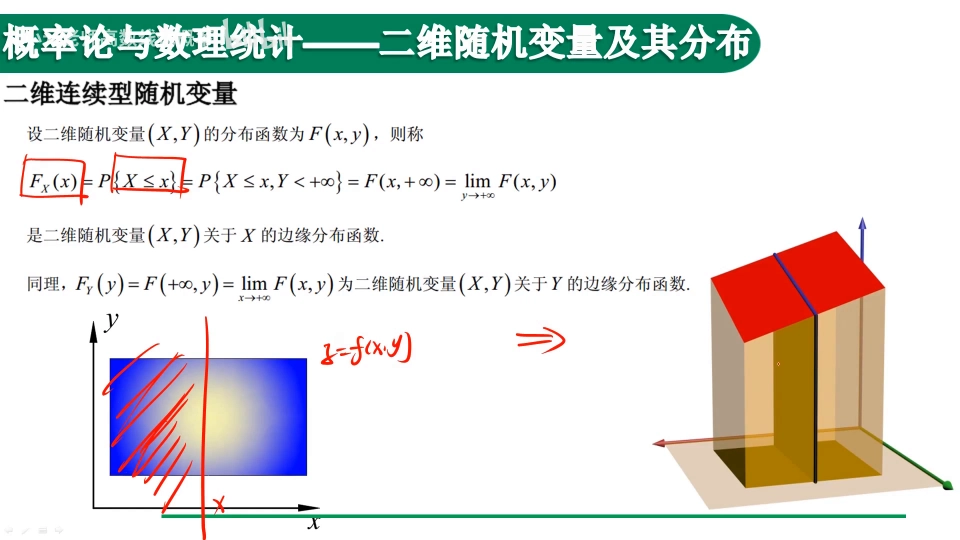 概率论与数理统计——二维随机变量及其分布
二维连续型随机变量
设二维随机变量(X,Y)的分布函数为F(x,y)，则称
F_X(x)=P{X≤x}=P{X≤x,Y<+∞}=F(x,+∞)=lim_{y→+∞}F(x,y)
是二维随机变量(X,Y)关于X的边缘分布函数.
同理，F_Y(y)=F(+∞,y)=lim_{x→+∞}F(x,y)为二维随机变量(X,Y)关于Y的边缘分布函数.
y
z=f(x,y) ⇒
x
x